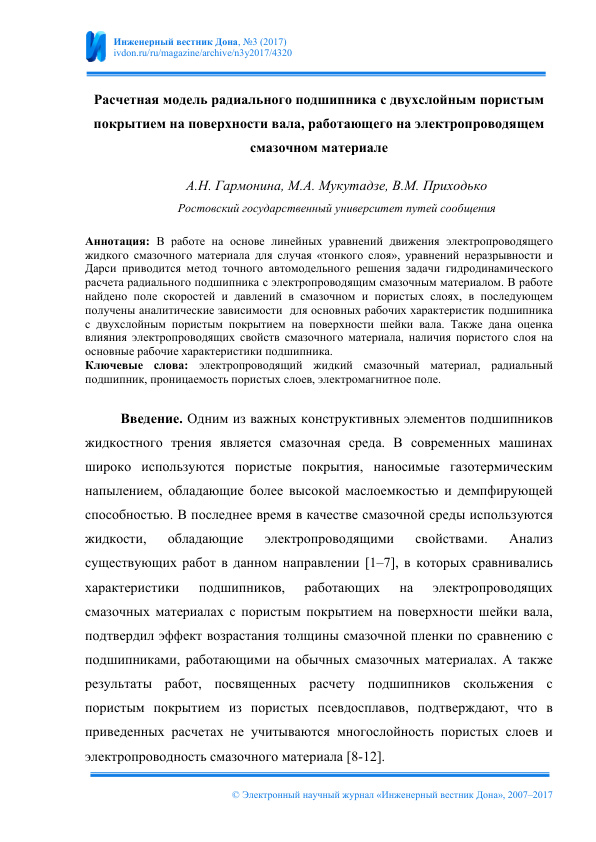 Инженерный вестник Дона, №3 (2017)
ivdon.ru/ru/magazine/archive/n3y2017/4320
Расчетная модель радиального подшипника с двухслойным пористым
покрытием на поверхности вала, работающего на электропроводящем
смазочном материале
А.Н. Гармонина, М.А. Мукутадзе, В.М. Приходько
Ростовский государственный университет путей сообщения
Аннотация: В работе на основе линейных уравнений движения электропроводящего
жидкого смазочного материала для случая «тонкого слоя», уравнений неразрывности и
Дарси приводится метод точного автомодельного решения задачи гидродинамического
расчета радиального подшипника с электропроводящим смазочным материалом. В работе
найдено поле скоростей и давлений в смазочном и пористых слоях, в последующем
получены аналитические зависимости для основных рабочих характеристик подшипника
с двухслойным пористым покрытием на поверхности шейки вала. Также дана оценка
влияния электропроводящих свойств смазочного материала, наличия пористого слоя на
основные рабочие характеристики подшипника.
Ключевые слова: электропроводящий жидкий смазочный материал, радиальный
подшипник, проницаемость пористых слоев, электромагнитное поле.
Введение. Одним из важных конструктивных элементов подшипников
жидкостного трения является смазочная среда. В современных машинах
широко используются пористые покрытия, наносимые газотермическим
напылением, обладающие более высокой маслоемкостью и демпфирующей
способностью. В последнее время в качестве смазочной среды используются
жидкости, обладающие электропроводящими свойствами. Анализ
существующих работ в данном направлении [1–7], в которых сравнивались
характеристики подшипников, работающих на электропроводящих
смазочных материалах с пористым покрытием на поверхности шейки вала,
подтвердил эффект возрастания толщины смазочной пленки по сравнению с
подшипниками, работающими на обычных смазочных материалах. А также
результаты работ, посвященных расчету подшипников скольжения с
пористым покрытием из пористых псевдосплавов, подтверждают, что в
приведенных расчетах не учитываются многослойность пористых слоев и
электропроводность смазочного материала [8-12].
© Электронный научный журнал «Инженерный вестник Дона», 2007–2017